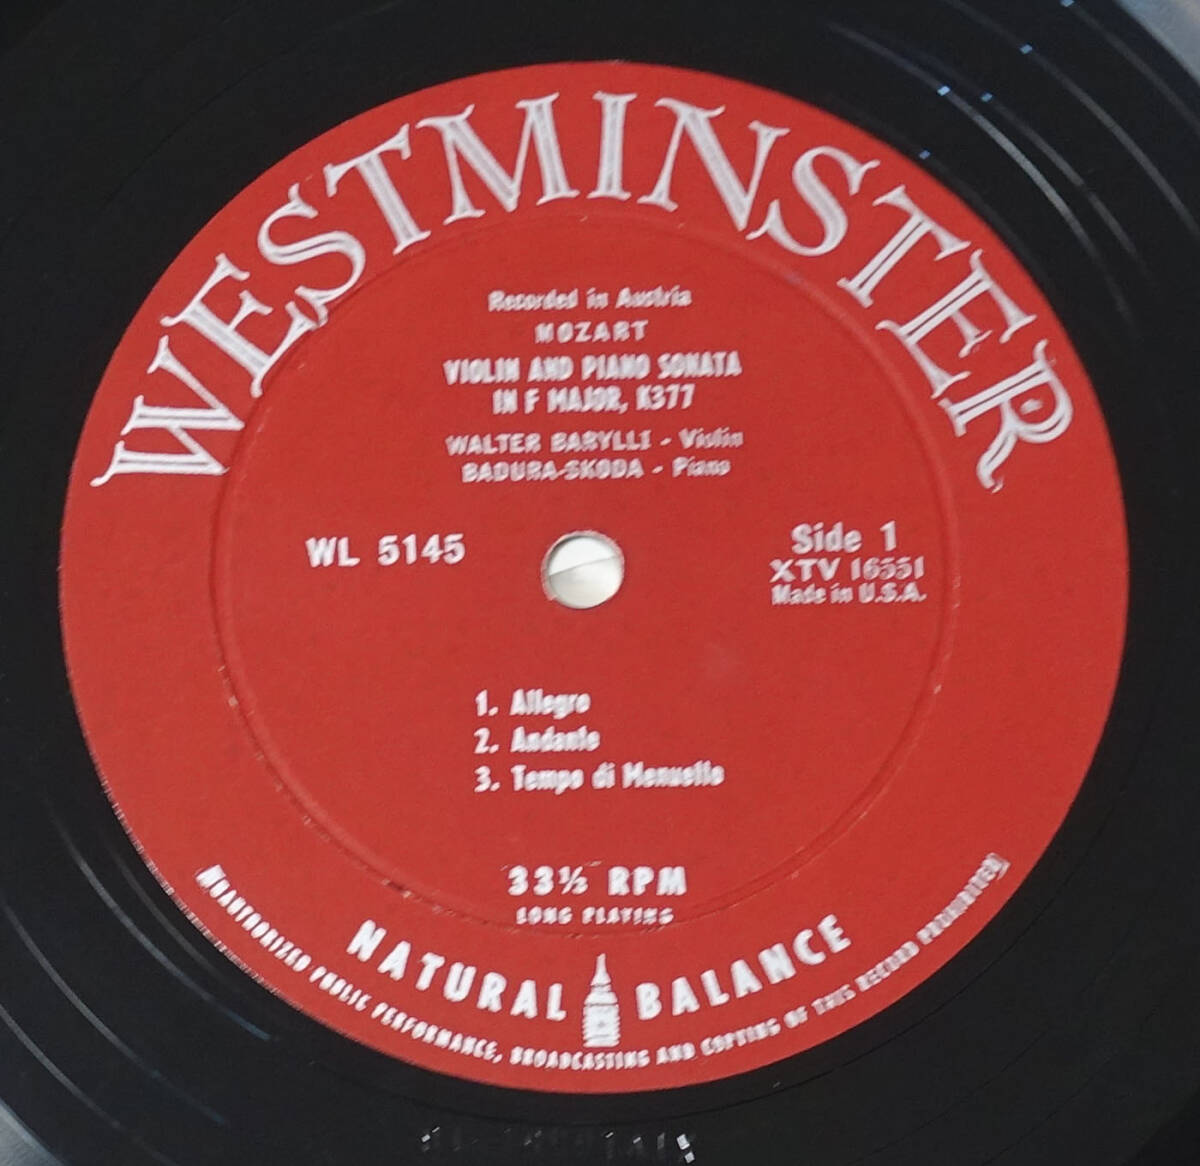 WESTMINSTER
Recorded in Austria
MOZART
VIOLIN AND PIANO SONATA
IN F MAJOR, K377
WALTER BARYLLI - Violin
BADURA-SKODA - Piano
WL 5145
Side 1
XTV 16551
Made in U.S.A.
1. Allegro
2. Andante
3. Tempo di Menuetto
33⅓ RPM
LONG PLAYING
NATURAL BALANCE
UNAUTHORIZED PUBLIC PERFORMANCE, BROADCASTING AND COPYING OF THIS RECORD PROHIBITED